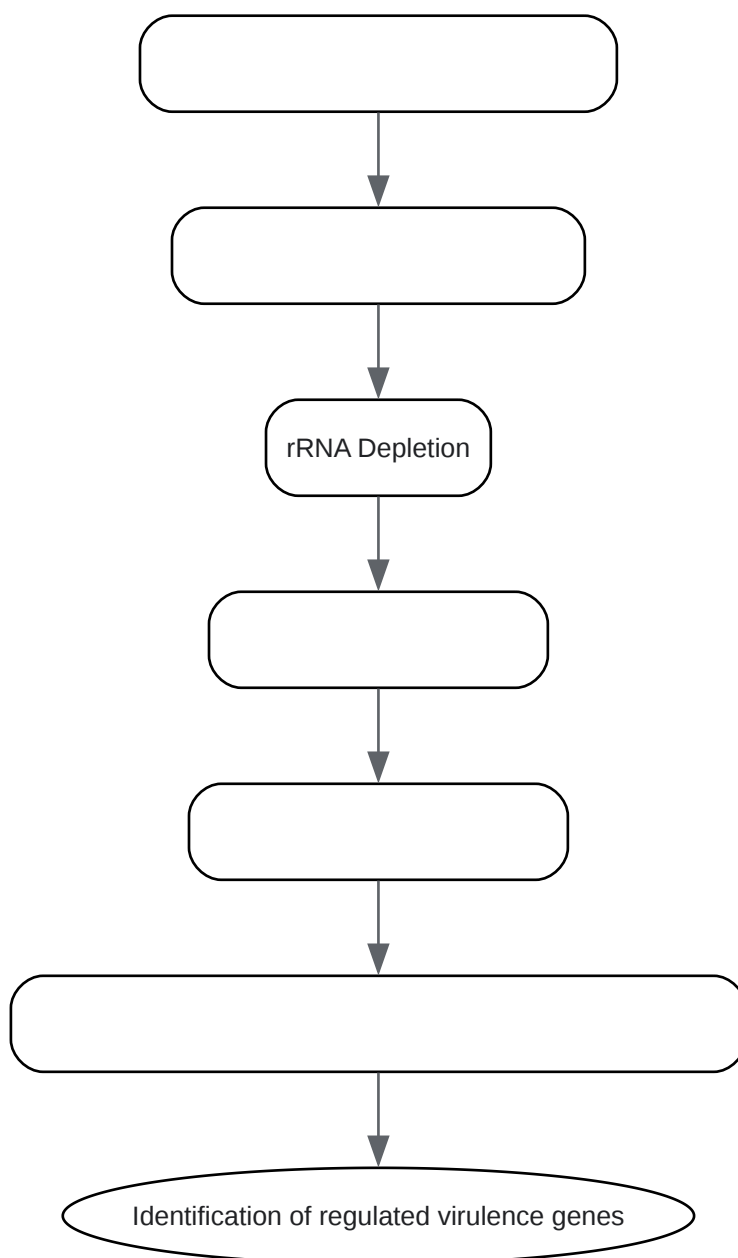 rRNA Depletion
Identification of regulated virulence genes